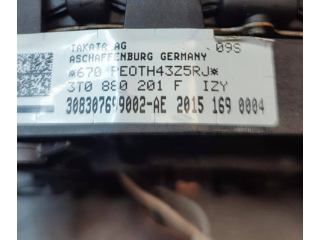 TAKATA AG 09S
ASCHAFFENBURG GERMANY
*670 PEOTH43Z5RJ*
3T0 880 201 F IZY
308307699002-AE 2015 169 0004